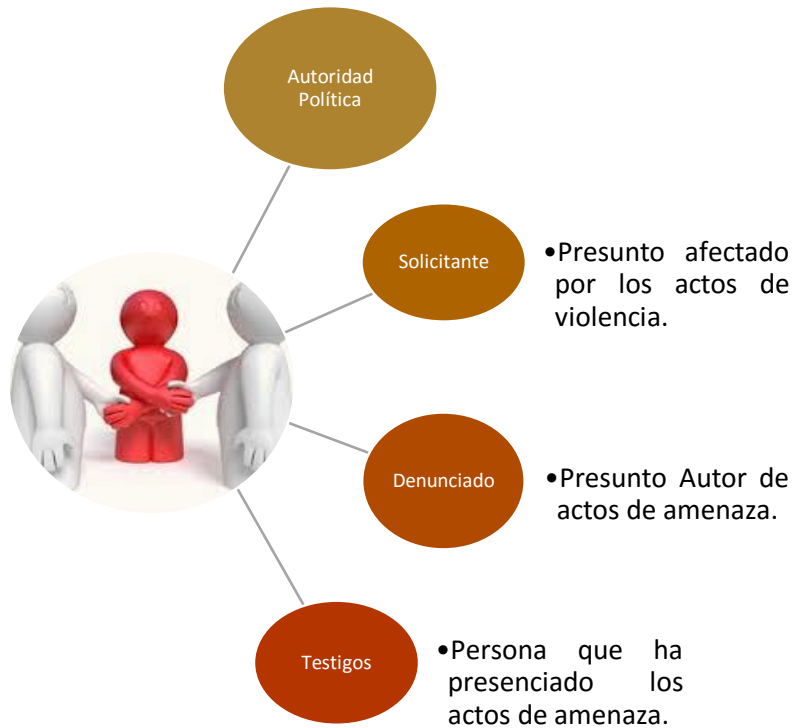 Autoridad
Política
Solicitante
•Presunto afectado
por los actos de
violencia.
Denunciado
•Presunto Autor de
actos de amenaza.
Testigos
•Persona que ha
presenciado los
actos de amenaza.